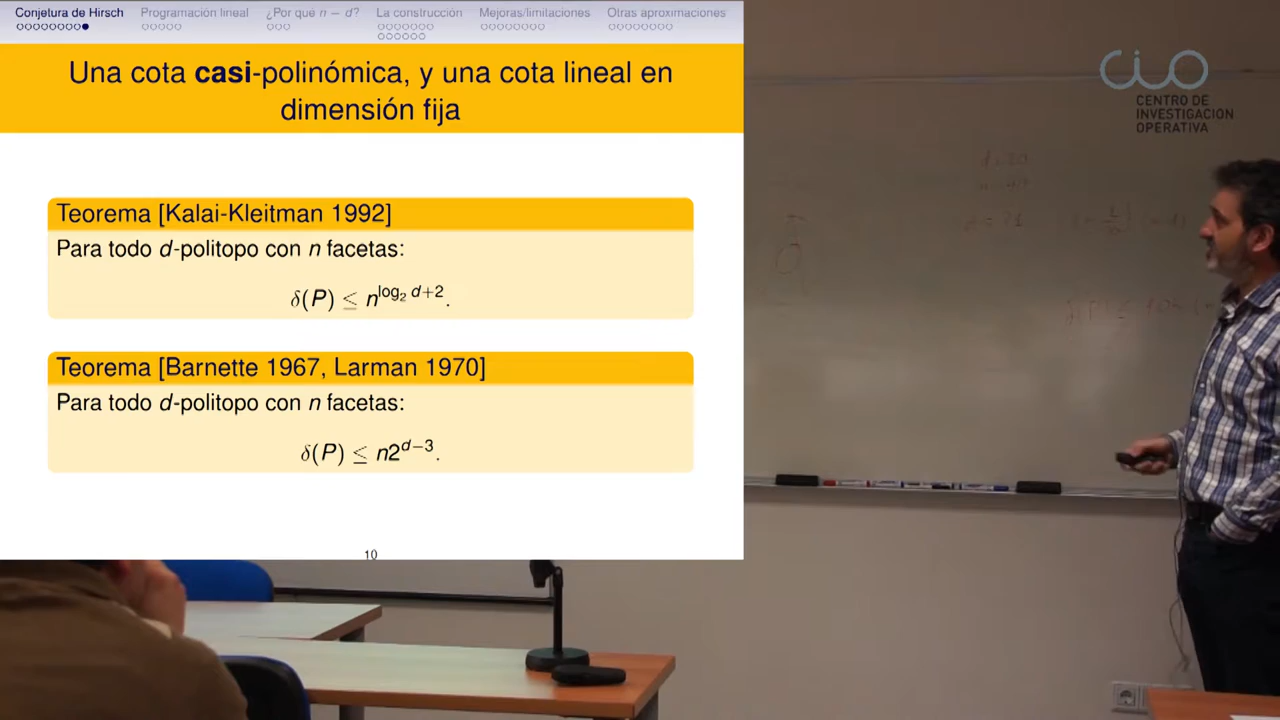 Conjetura de Hirsch Programación lineal ¿Por que n − d? La construcción Mejoras/limitaciones Otras aproximaciones
Una cota casi-polinómica, y una cota lineal en
dimensión fija
Teorema [Kalai-Kleitman 1992]
Para todo d-politopo con n facetas:
δ(P) ≤ n^{log₂ d+2}.
Teorema [Barnette 1967, Larman 1970]
Para todo d-politopo con n facetas:
δ(P) ≤ n2^{d−3}.
10
CIO
CENTRO DE
INVESTIGACION
OPERATIVA